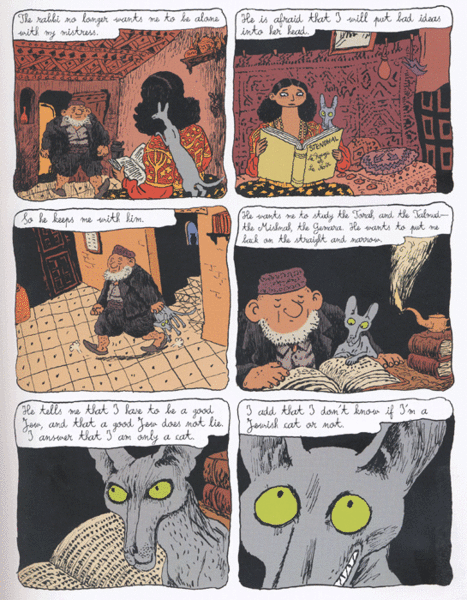 The rabbi no longer wants me to be alone
with my mistress.
He is afraid that I will put bad ideas
into her head.
STENDHAL
So he keeps me with him.
He wants me to study the Torah, and the Talmud—
the Mishnah, the Gemara. He wants to put me
back on the straight and narrow.
He tells me that I have to be a good
Jew, and that a good Jew does not lie.
I answer that I am only a cat.
I add that I don't know if I'm a
Jewish cat or not.